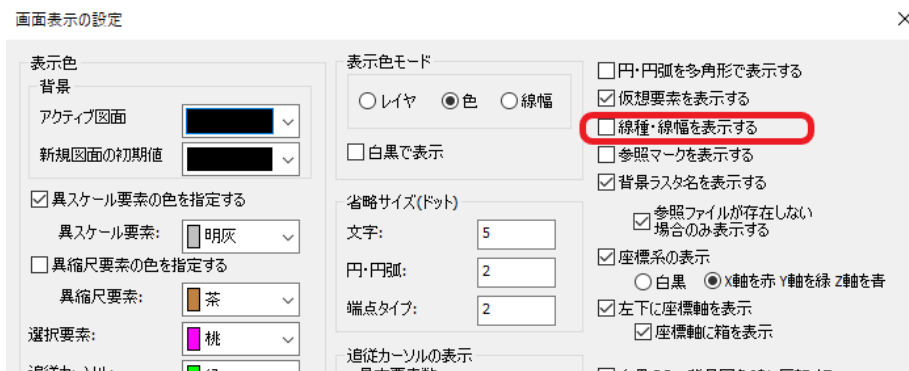 画面表示の設定
表示色
背景
アクティブ図面
新規図面の初期値
異スケール要素の色を指定する
異スケール要素:
明灰
異縮尺要素の色を指定する
異縮尺要素:
茶
選択要素:
桃
表示色モード
レイヤ 色 線幅
白黒で表示
省略サイズ(ドット)
文字:
5
円・円弧:
2
端点タイプ:
2
追従カーソルの表示
円・円弧を多角形で表示する
仮想要素を表示する
線種・線幅を表示する
参照マークを表示する
背景ラスタ名を表示する
参照ファイルが存在しない
場合のみ表示する
座標系の表示
白黒 X軸を赤 Y軸を緑 Z軸を青
左下に座標軸を表示
座標軸に箱を表示